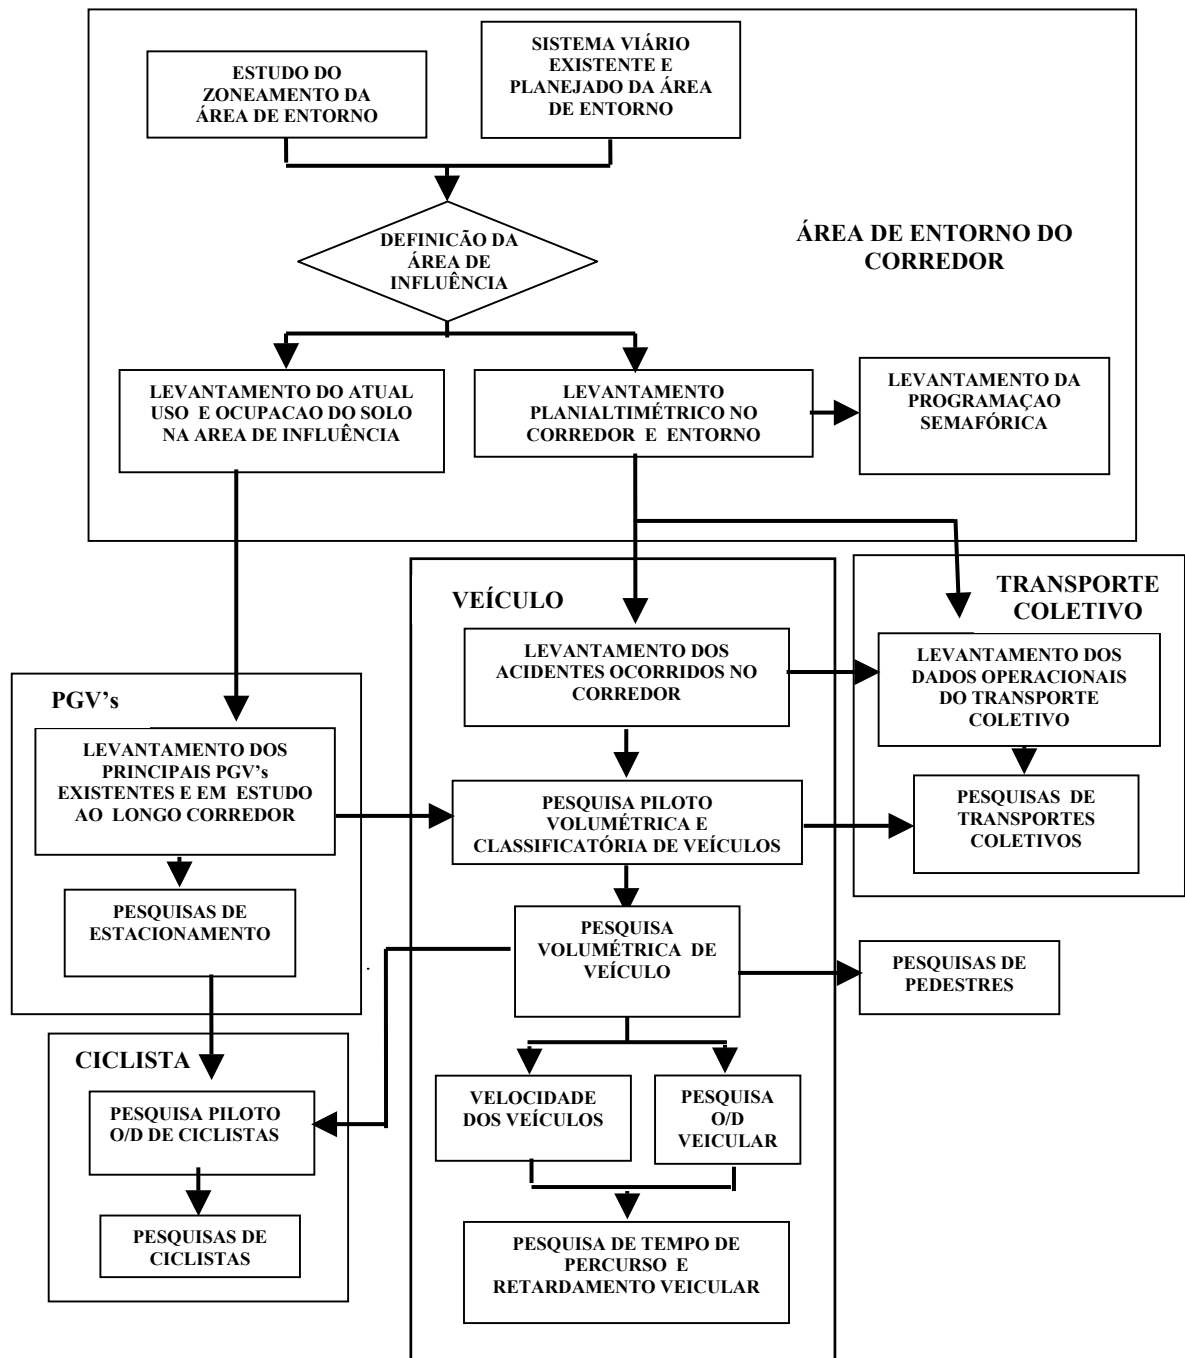 ESTUDO DO
ZONEAMENTO DA
ÁREA DE ENTORNO
SISTEMA VIÁRIO
EXISTENTE E
PLANEJADO DA ÁREA
DE ENTORNO
DEFINICÃO DA
ÁREA DE
INFLUÊNCIA
ÁREA DE ENTORNO DO
CORREDOR
LEVANTAMENTO DO ATUAL
USO E OCUPACAO DO SOLO
NA AREA DE INFLUÊNCIA
LEVANTAMENTO
PLANIALTIMÉTRICO NO
CORREDOR E ENTORNO
LEVANTAMENTO DA
PROGRAMAÇAO
SEMAFÓRICA
VEÍCULO
TRANSPORTE
COLETIVO
LEVANTAMENTO DOS
ACIDENTES OCORRIDOS NO
CORREDOR
LEVANTAMENTO DOS
DADOS OPERACIONAIS
DO TRANSPORTE
COLETIVO
PGV's
LEVANTAMENTO DOS
PRINCIPAIS PGV's
EXISTENTES E EM ESTUDO
AO LONGO CORREDOR
PESQUISA PILOTO
VOLUMÉTRICA E
CLASSIFICATÓRIA DE VEÍCULOS
PESQUISAS DE
TRANSPORTES
COLETIVOS
PESQUISAS DE
ESTACIONAMENTO
PESQUISA
VOLUMÉTRICA DE
VEÍCULO
PESQUISAS DE
PEDESTRES
CICLISTA
PESQUISA PILOTO
O/D DE CICLISTAS
VELOCIDADE
DOS VEÍCULOS
PESQUISA
O/D
VEICULAR
PESQUISAS DE
CICLISTAS
PESQUISA DE TEMPO DE
PERCURSO E
RETARDAMENTO VEICULAR